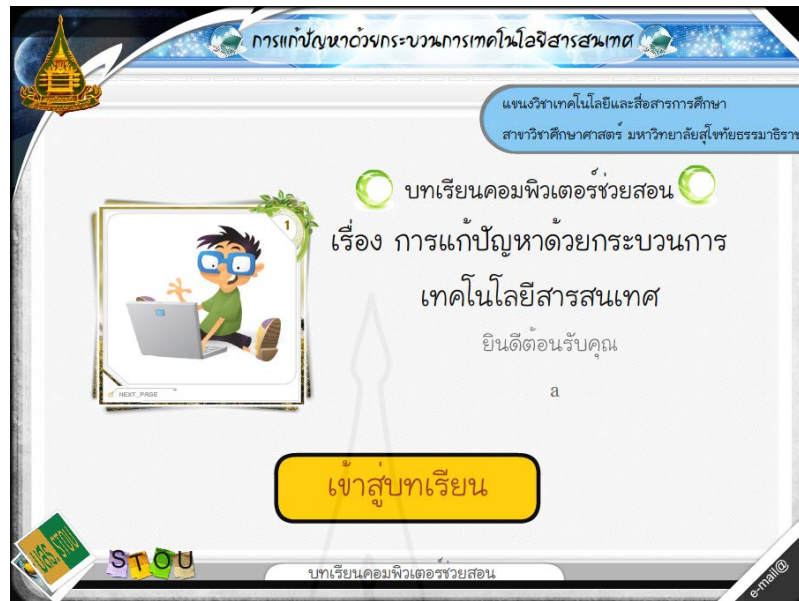 การแก้ปัญหาด้วยกระบวนการเทคโนโลยีสารสนเทศ
แขนงวิชาเทคโนโลยีและสื่อสารการศึกษา
สาขาวิชาศึกษาศาสตร์ มหาวิทยาลัยสุโขทัยธรรมาธิราช
บทเรียนคอมพิวเตอร์ช่วยสอน
เรื่อง การแก้ปัญหาด้วยกระบวนการ
เทคโนโลยีสารสนเทศ
ยินดีต้อนรับคุณ
a
1
NEXT_PAGE
เข้าสู่บทเรียน
STOU
บทเรียนคอมพิวเตอร์ช่วยสอน
e-mail@